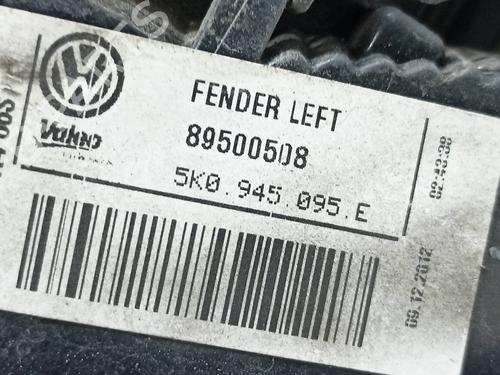 FENDER LEFT
Valeo
89500508
5K0.945.095.E
02:43:38
09.12.2012